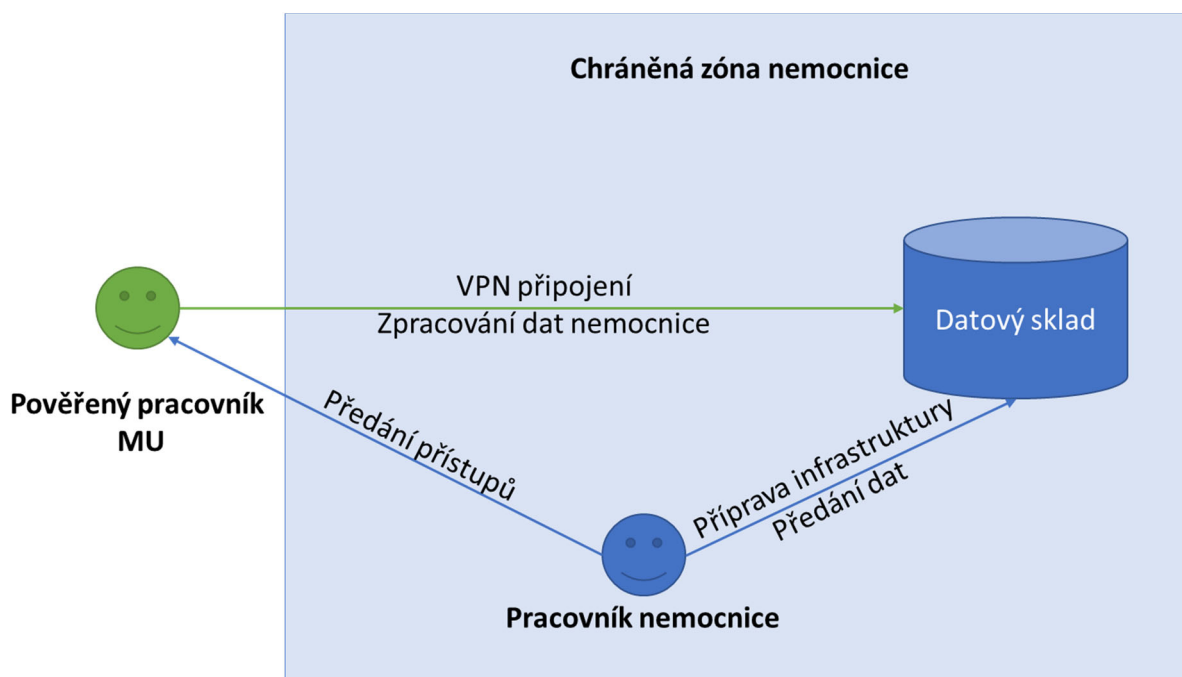 Chráněná zóna nemocnice
VPN připojení
Zpracování dat nemocnice
Datový sklad
Pověřený pracovník
MU
Předání přístupů
Příprava infrastruktury
Předání dat
Pracovník nemocnice